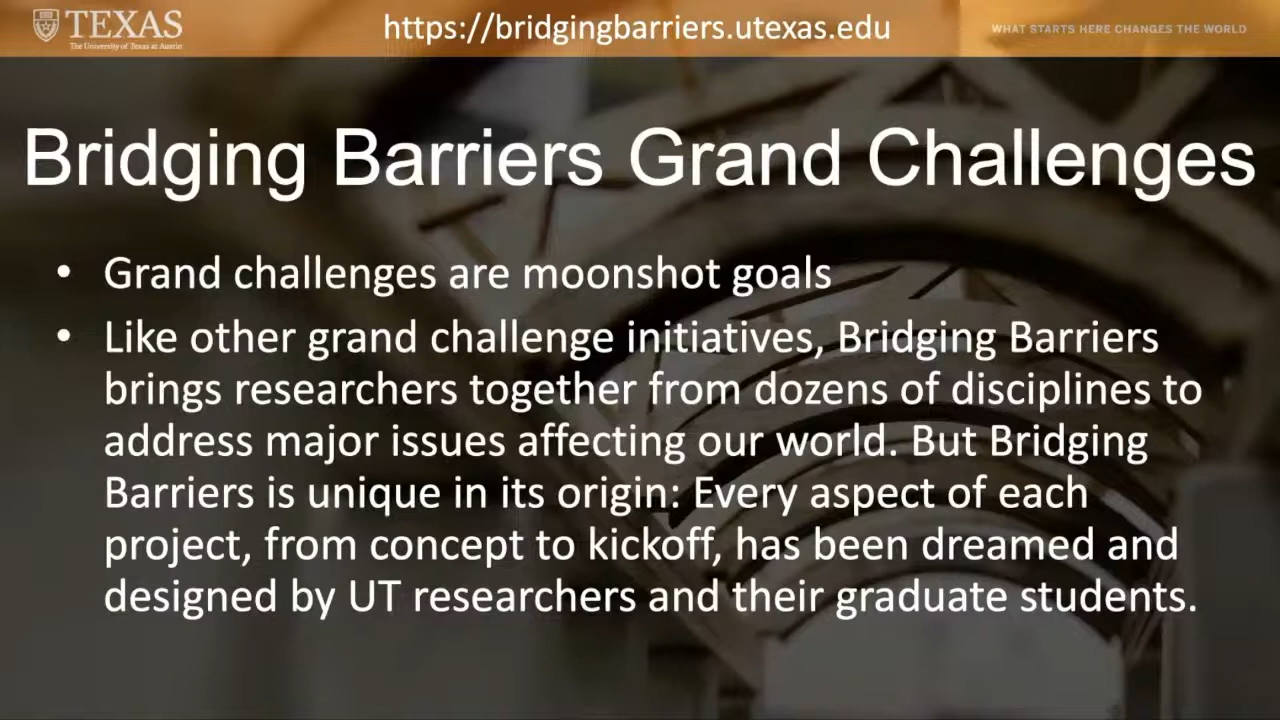 TEXAS
The University of Texas at Austin
https://bridgingbarriers.utexas.edu
WHAT STARTS HERE CHANGES THE WORLD
Bridging Barriers Grand Challenges
• Grand challenges are moonshot goals
• Like other grand challenge initiatives, Bridging Barriers
brings researchers together from dozens of disciplines to
address major issues affecting our world. But Bridging
Barriers is unique in its origin: Every aspect of each
project, from concept to kickoff, has been dreamed and
designed by UT researchers and their graduate students.